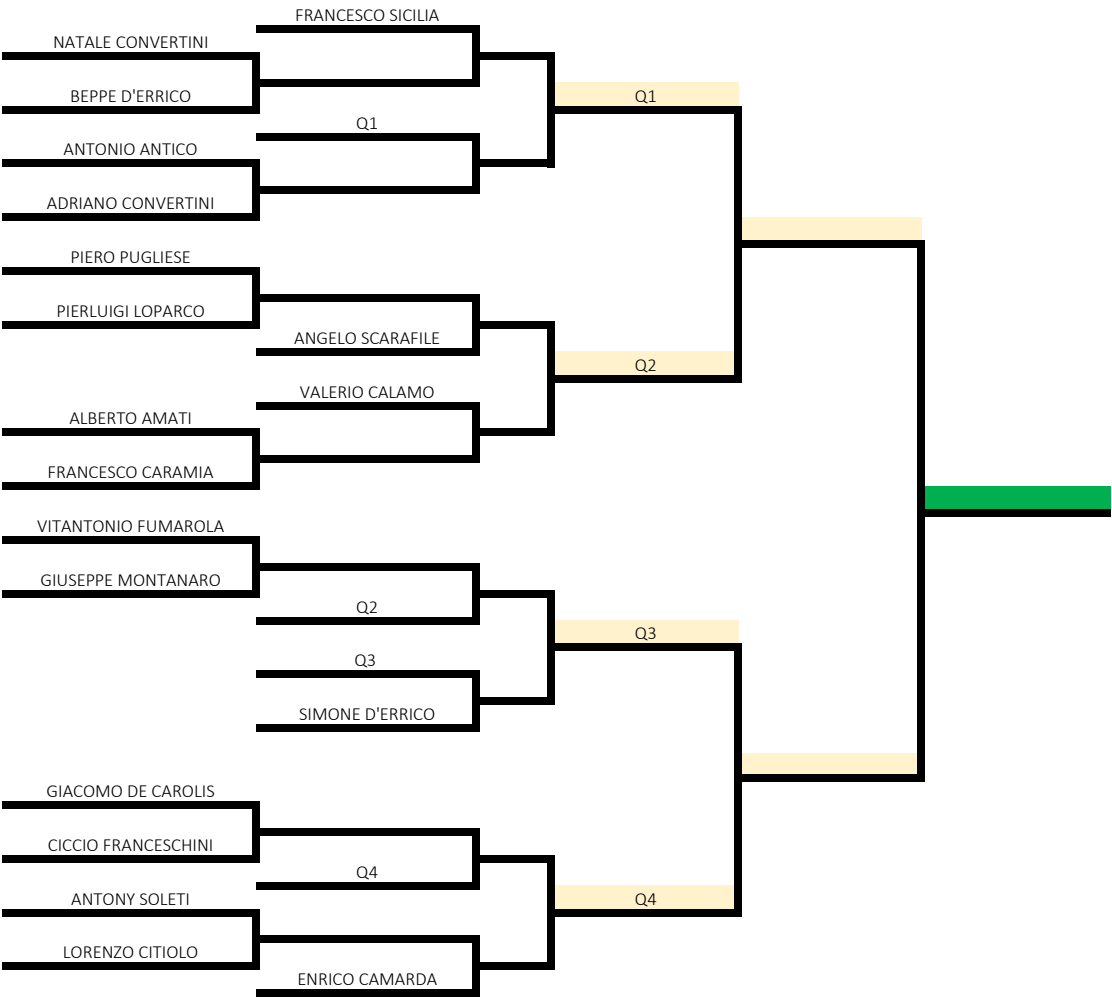 FRANCESCO SICILIA
NATALE CONVERTINI
BEPPE D'ERRICO
Q1
Q1
ANTONIO ANTICO
ADRIANO CONVERTINI
PIERO PUGLIESE
PIERLUIGI LOPARCO
ANGELO SCARAFILE
Q2
VALERIO CALAMO
ALBERTO AMATI
FRANCESCO CARAMIA
VITANTONIO FUMAROLA
GIUSEPPE MONTANARO
Q2
Q3
Q3
SIMONE D'ERRICO
GIACOMO DE CAROLIS
CICCIO FRANCESCHINI
Q4
ANTONY SOLETI
Q4
LORENZO CITIOLO
ENRICO CAMARDA